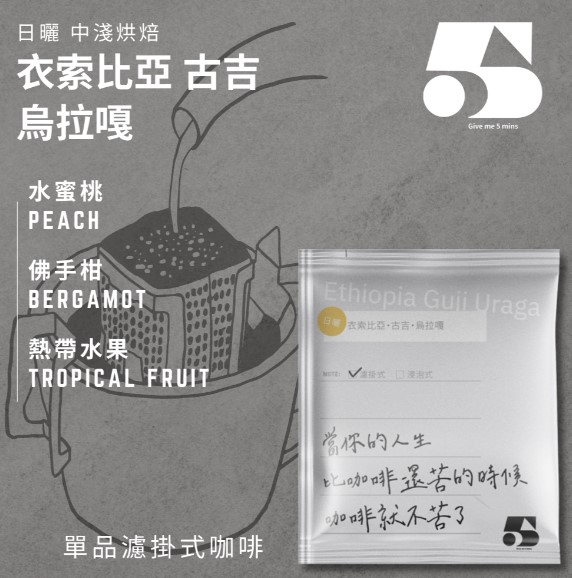 日曬 中淺烘焙
衣索比亞 古吉
烏拉嘎
水蜜桃
PEACH
佛手柑
BERGAMOT
熱帶水果
TROPICAL FRUIT
單品濾掛式咖啡
5
Give me 5 mins
Ethiopia Guji Uraga
日曬
衣索比亞•古吉•烏拉嘎
NOTE:
濾掛式
浸泡式
當你的人生
比咖啡還苦的時候
咖啡就不苦了
5